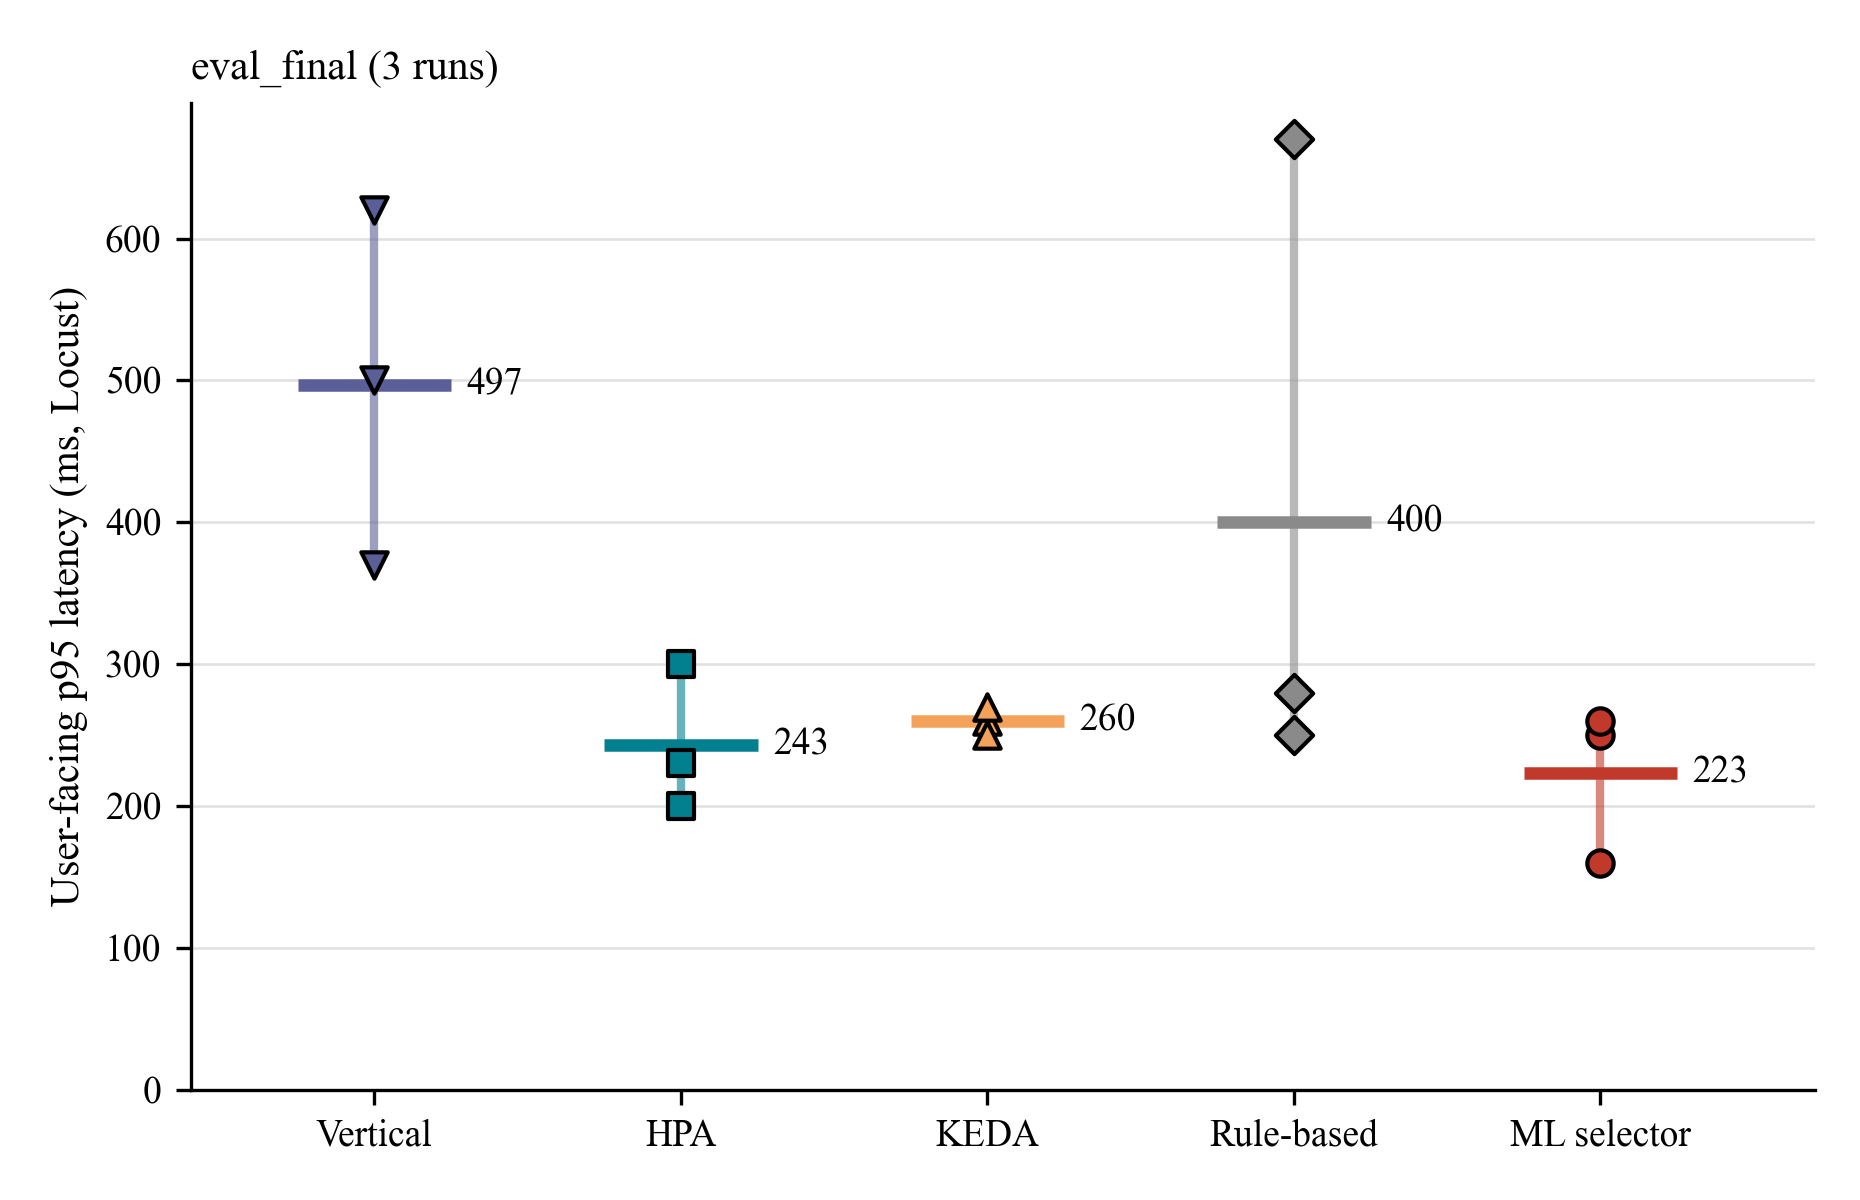 eval_final (3 runs)
User-facing p95 latency (ms, Locust)
600
500
400
300
200
100
0
497
243
260
400
223
Vertical
HPA
KEDA
Rule-based
ML selector